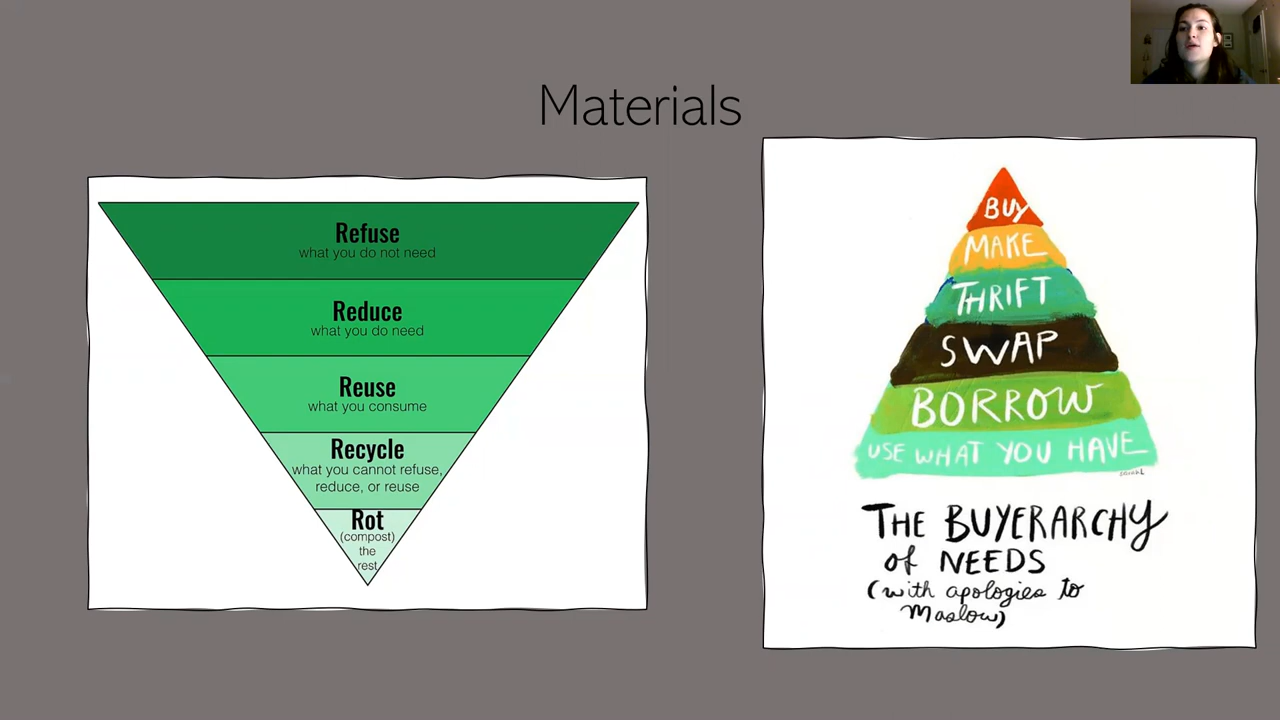 Materials
Refuse
what you do not need
Reduce
what you do need
Reuse
what you consume
Recycle
what you cannot refuse,
reduce, or reuse
Rot
(compost)
the
rest
BUY
MAKE
THRIFT
SWAP
BORROW
USE WHAT YOU HAVE
THE BUYERARCHY
of NEEDS
(with apologies to
Maslow)